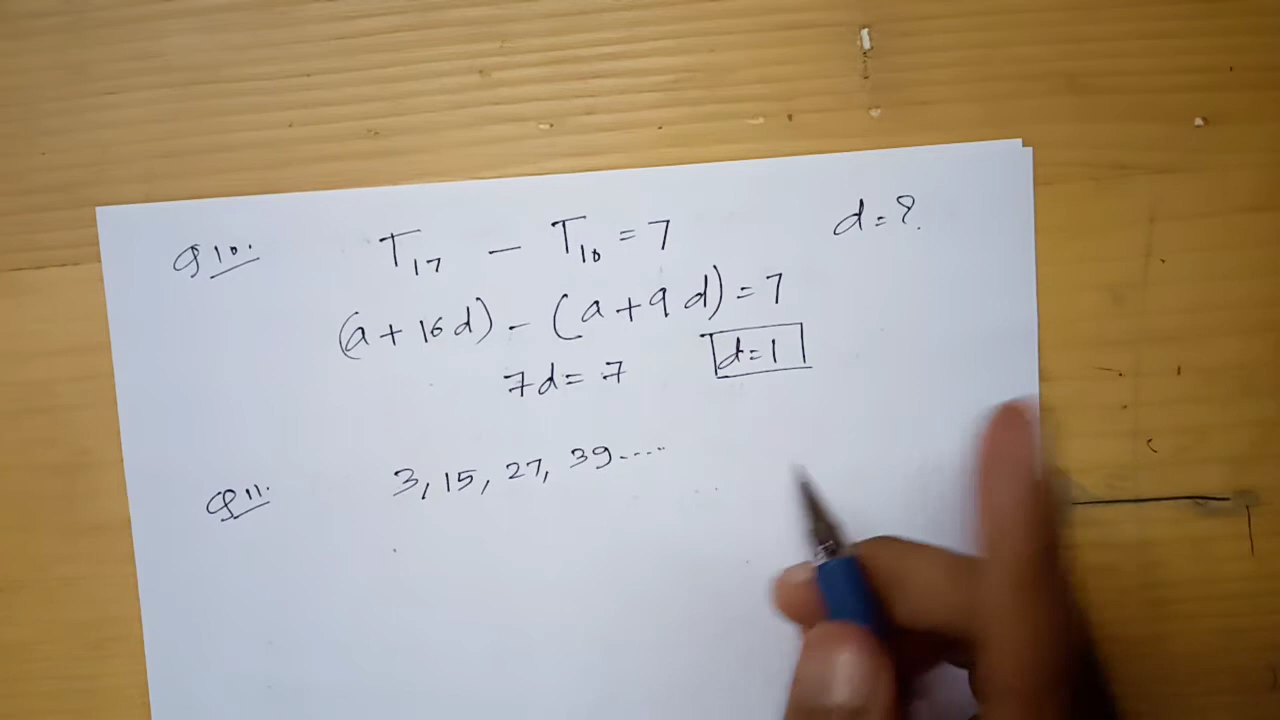 Q10. T₁₇ - T₁₀ = 7 d = ?
(a + 16d) - (a + 9d) = 7
7d = 7 d = 1
Q11. 3, 15, 27, 39.....